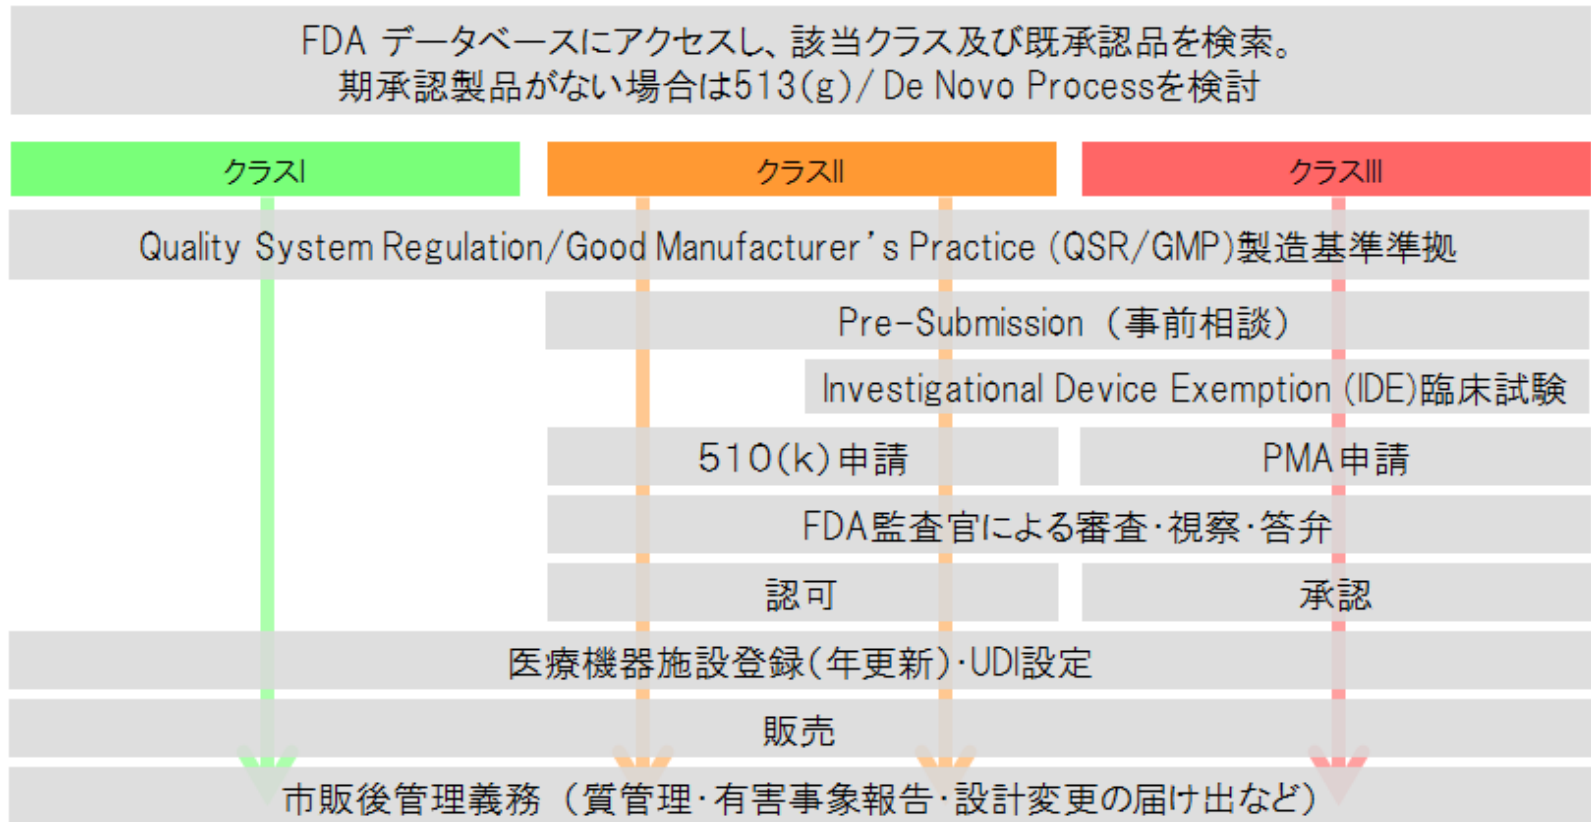 FDA データベースにアクセスし、該当クラス及び既承認品を検索。
期承認製品がない場合は513(g)/ De Novo Processを検討
クラスI
クラスII
クラスIII
Quality System Regulation/Good Manufacturer’s Practice (QSR/GMP)製造基準準拠
Pre-Submission (事前相談)
Investigational Device Exemption (IDE)臨床試験
510(k)申請
PMA申請
FDA監査官による審査・視察・答弁
認可
承認
医療機器施設登録(年更新)・UDI設定
販売
市販後管理義務 (質管理・有害事象報告・設計変更の届け出など)